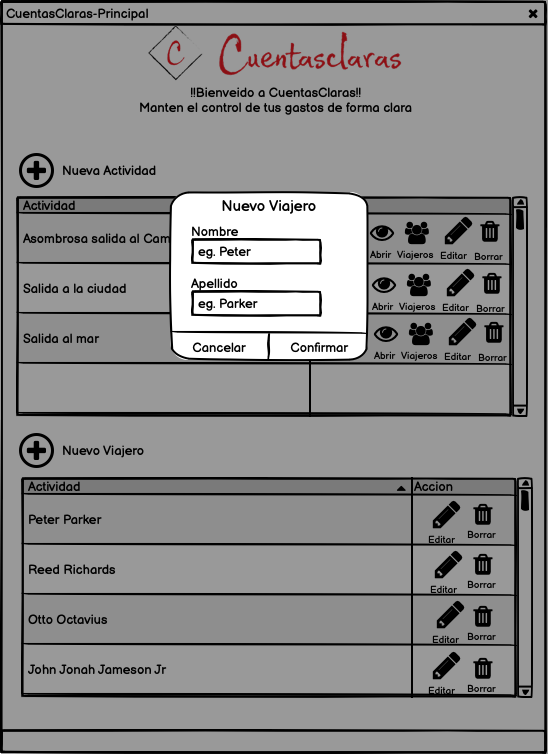 CuentasClaras-Principal
C Cuentasclaras
!!Bienveido a CuentasClaras!!
Manten el control de tus gastos de forma clara
Nueva Actividad
Actividad
Nuevo Viajero
Nombre
eg. Peter
Apellido
eg. Parker
Cancelar Confirmar
Asombrosa salida al Cam
Abrir Viajeros Editar Borrar
Salida a la ciudad
Abrir Viajeros Editar Borrar
Salida al mar
Abrir Viajeros Editar Borrar
Nuevo Viajero
Actividad Accion
Peter Parker
Editar Borrar
Reed Richards
Editar Borrar
Otto Octavius
Editar Borrar
John Jonah Jameson Jr
Editar Borrar